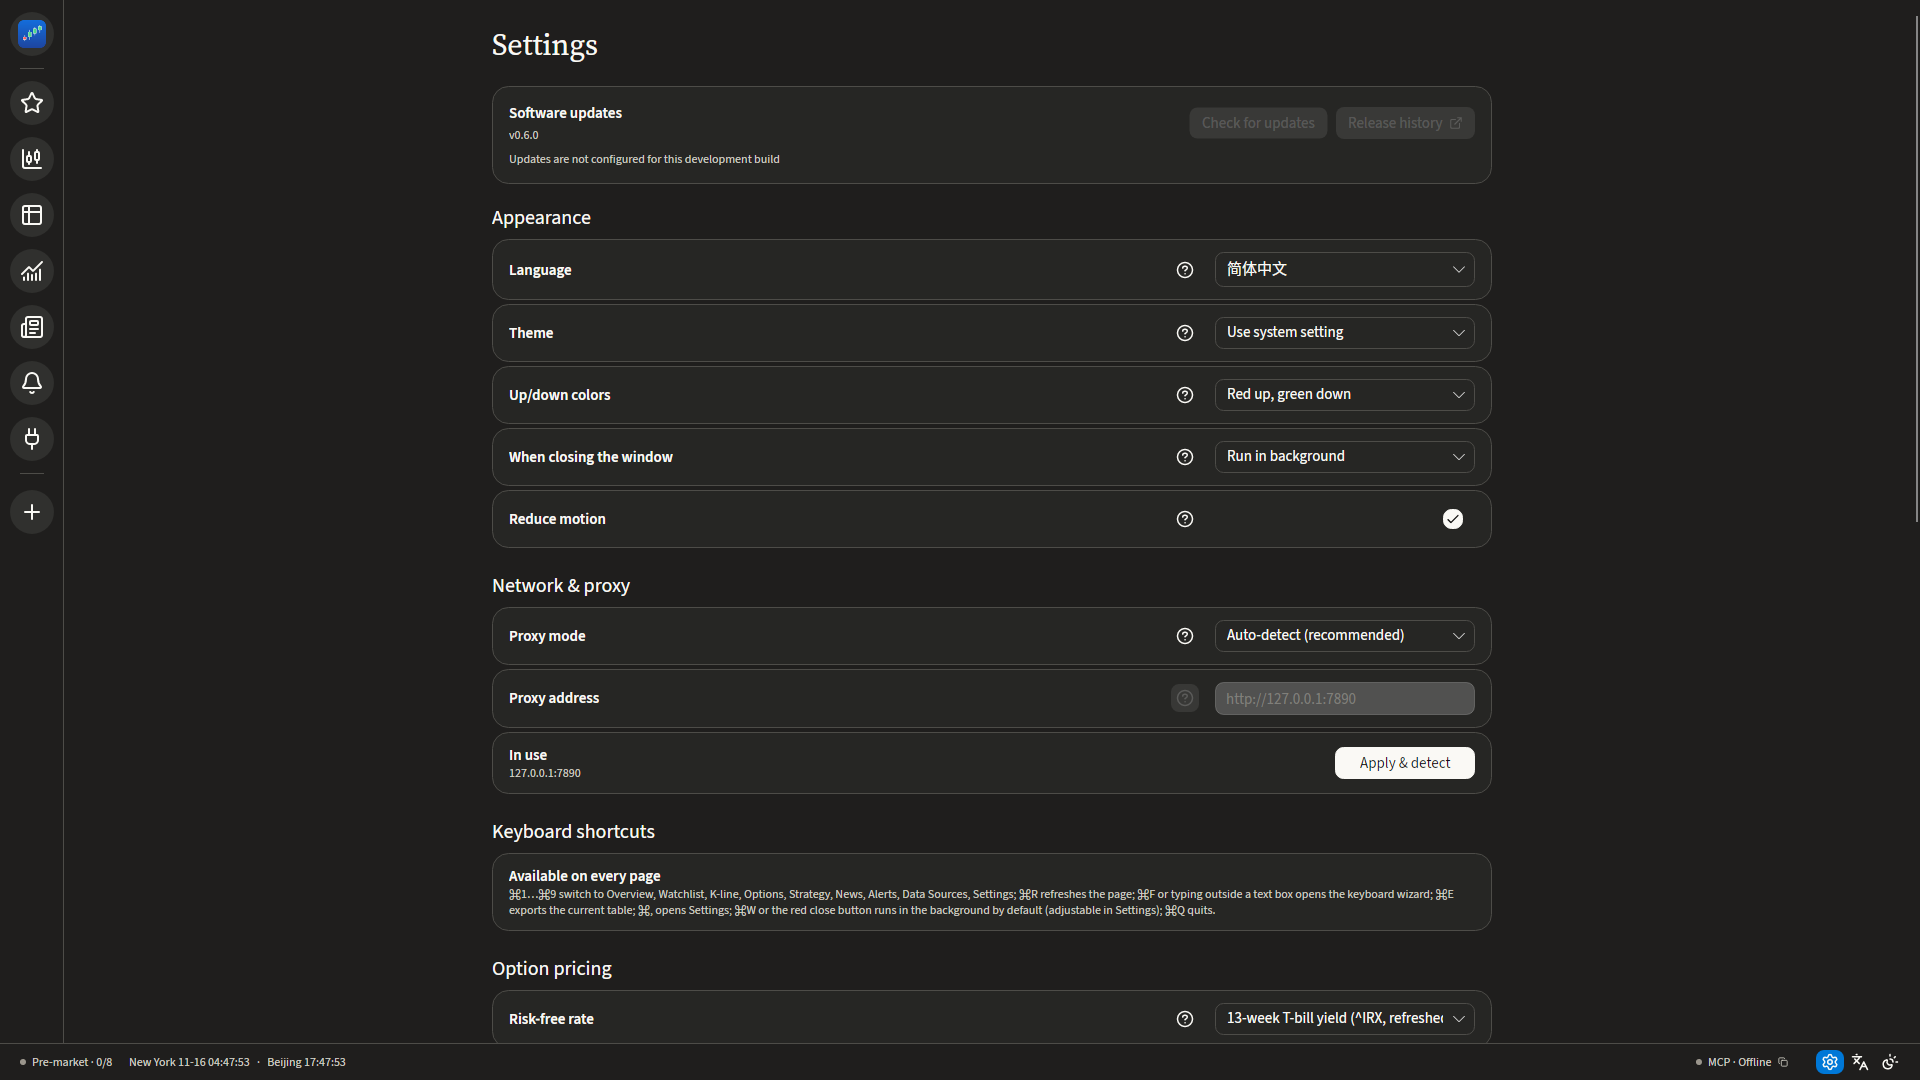 Settings
Software updates
v0.6.0
Updates are not configured for this development build
Check for updates
Release history
Appearance
Language
简体中文
Theme
Use system setting
Up/down colors
Red up, green down
When closing the window
Run in background
Reduce motion
Network & proxy
Proxy mode
Auto-detect (recommended)
Proxy address
http://127.0.0.1:7890
In use
127.0.0.1:7890
Apply & detect
Keyboard shortcuts
Available on every page
⌘1…⌘9 switch to Overview, Watchlist, K-line, Options, Strategy, News, Alerts, Data Sources, Settings; ⌘R refreshes the page; ⌘F or typing outside a text box opens the keyboard wizard; ⌘E
exports the current table; ⌘, opens Settings; ⌘W or the red close button runs in the background by default (adjustable in Settings); ⌘Q quits.
Option pricing
Risk-free rate
13-week T-bill yield (^IRX, refreshed
Pre-market · 0/8
New York 11-16 04:47:53 · Beijing 17:47:53
MCP · Offline